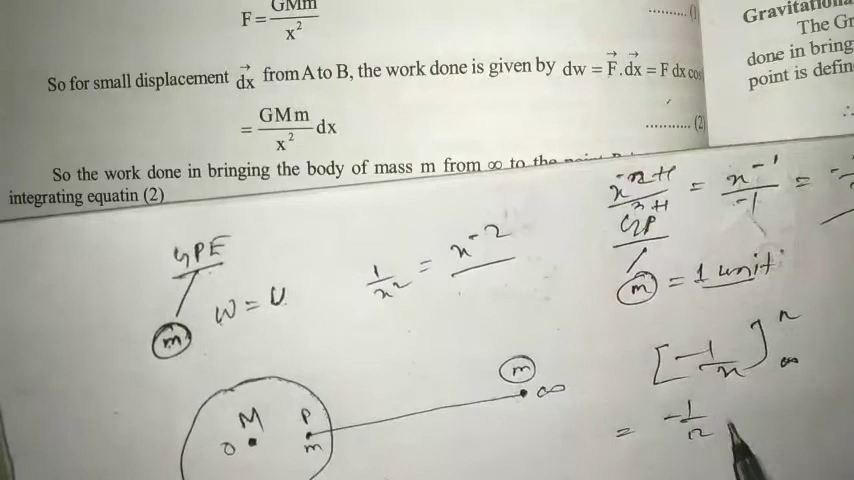 F = GMm / x² ..........(1)
So for small displacement dx from A to B, the work done is given by dw = F.dx = F dx cos
= GMm / x² dx ...........(2)
So the work done in bringing the body of mass m from ∞ to the
integrating equatin (2)
Gravitational
The Gr
done in bring
point is defin
∴
GPE
m
W = U
1/x² = x⁻²
= x⁻¹/-1 =
GP
m = 1 unit
[-1/x]
∞
= -1/r
M
O
P
m
m
∞